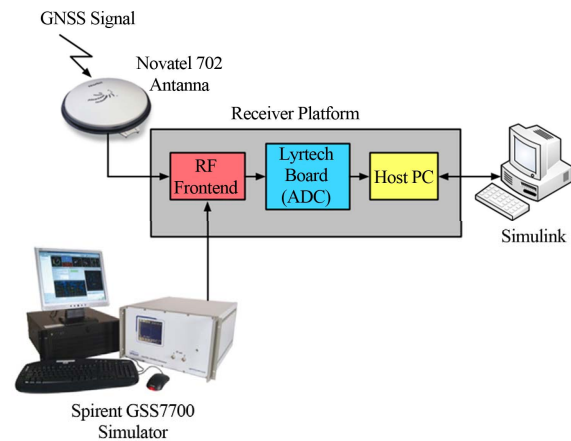 GNSS Signal
Novatel 702
Antanna
Receiver Platform
RF
Frontend
Lyrtech
Board
(ADC)
Host PC
Simulink
Spirent GSS7700
Simulator